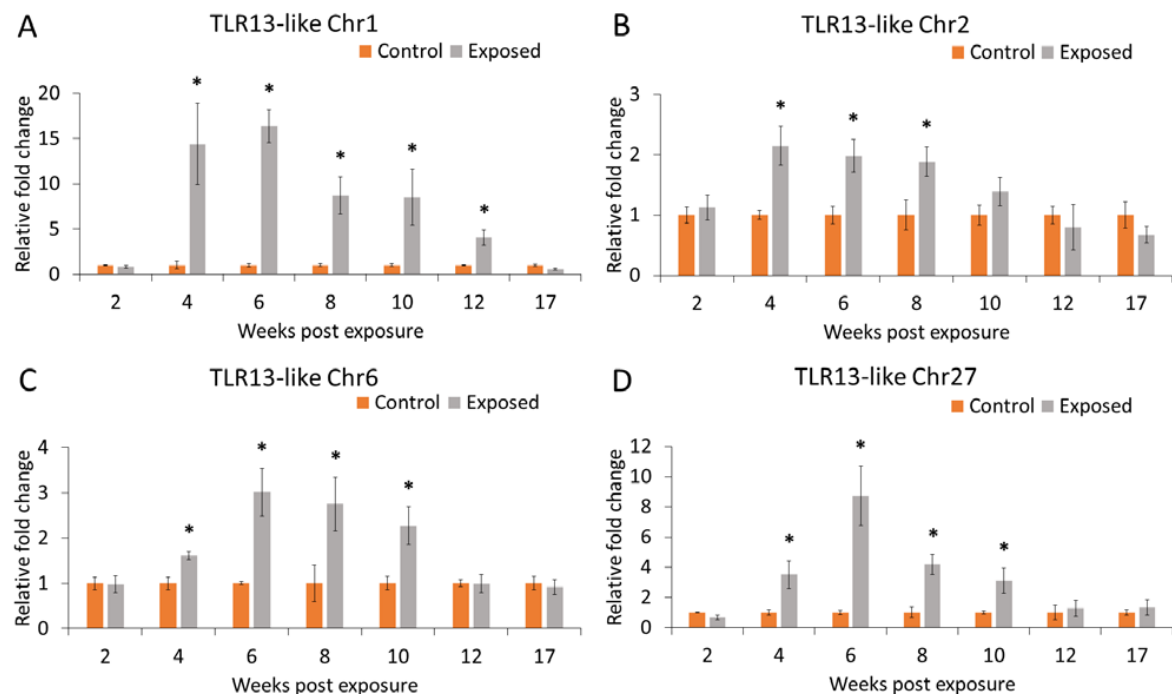 A
TLR13-like Chr1
Control Exposed
Relative fold change
20
15
10
5
0
* * * * *
2 4 6 8 10 12 17
Weeks post exposure
B
TLR13-like Chr2
Control Exposed
Relative fold change
3
2
1
0
* * *
2 4 6 8 10 12 17
Weeks post exposure
C
TLR13-like Chr6
Control Exposed
Relative fold change
4
3
2
1
0
* * * *
2 4 6 8 10 12 17
Weeks post exposure
D
TLR13-like Chr27
Control Exposed
Relative fold change
12
10
8
6
4
2
0
* * * *
2 4 6 8 10 12 17
Weeks post exposure